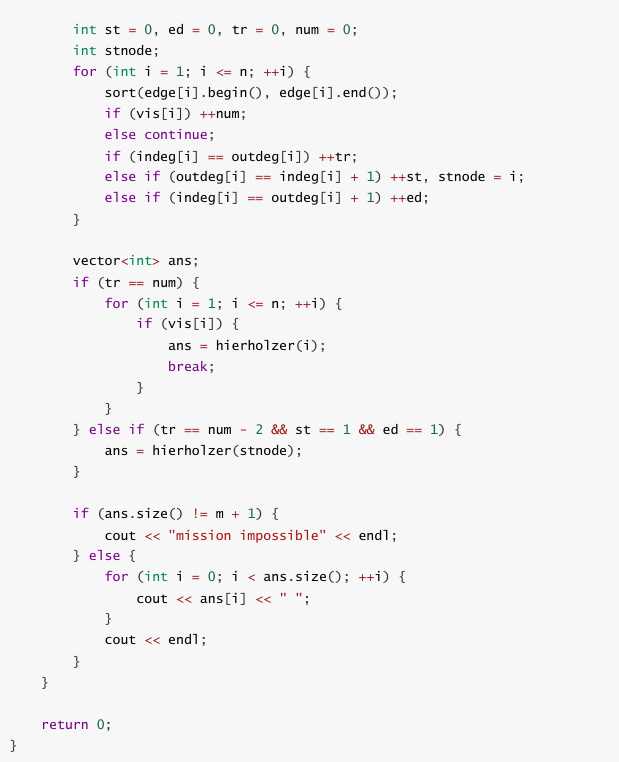 int st = 0, ed = 0, tr = 0, num = 0;
        int stnode;
        for (int i = 1; i <= n; ++i) {
            sort(edge[i].begin(), edge[i].end());
            if (vis[i]) ++num;
            else continue;
            if (indeg[i] == outdeg[i]) ++tr;
            else if (outdeg[i] == indeg[i] + 1) ++st, stnode = i;
            else if (indeg[i] == outdeg[i] + 1) ++ed;
        }

        vector<int> ans;
        if (tr == num) {
            for (int i = 1; i <= n; ++i) {
                if (vis[i]) {
                    ans = hierholzer(i);
                    break;
                }
            }
        } else if (tr == num - 2 && st == 1 && ed == 1) {
            ans = hierholzer(stnode);
        }

        if (ans.size() != m + 1) {
            cout << "mission impossible" << endl;
        } else {
            for (int i = 0; i < ans.size(); ++i) {
                cout << ans[i] << " ";
            }
            cout << endl;
        }
    }

    return 0;
}